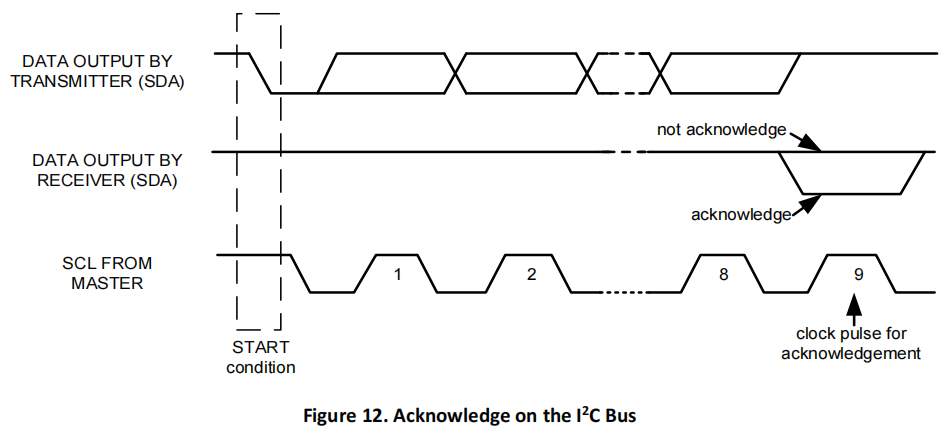 DATA OUTPUT BY
TRANSMITTER (SDA)
not acknowledge
DATA OUTPUT BY
RECEIVER (SDA)
acknowledge
SCL FROM
MASTER
1
2
8
9
START
condition
clock pulse for
acknowledgement
Figure 12. Acknowledge on the I²C Bus